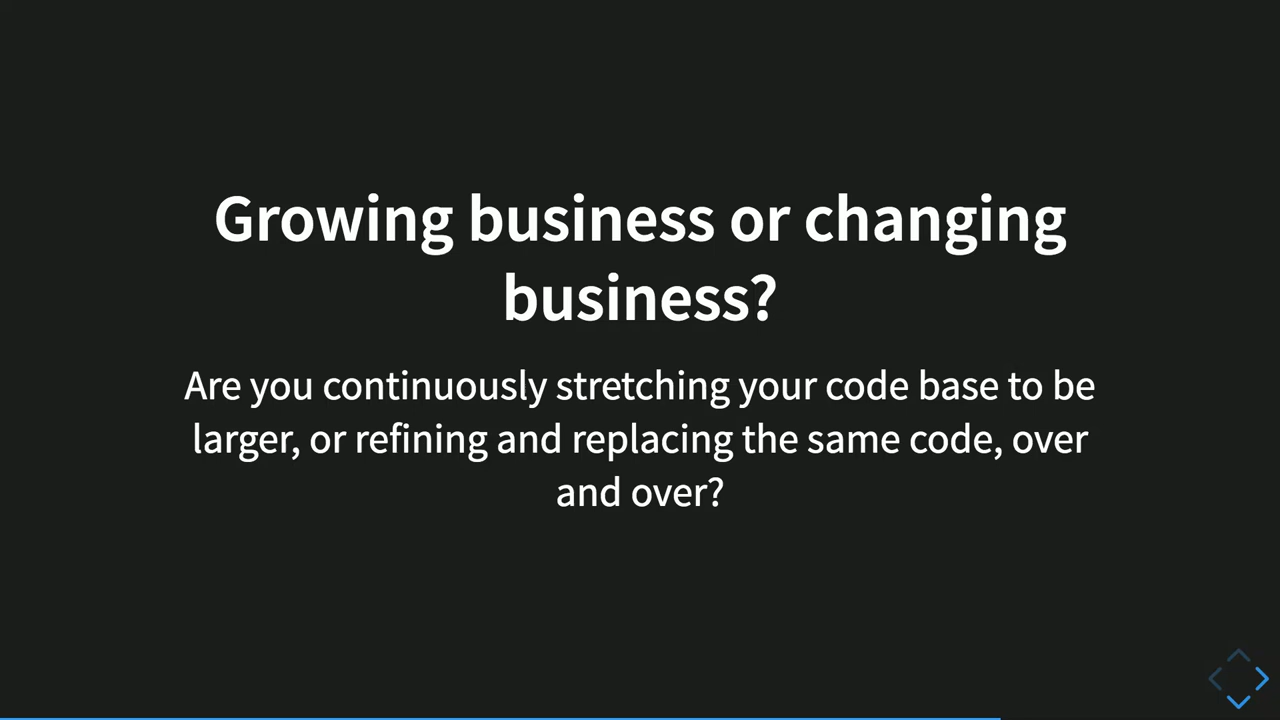 Growing business or changing
business?
Are you continuously stretching your code base to be
larger, or refining and replacing the same code, over
and over?